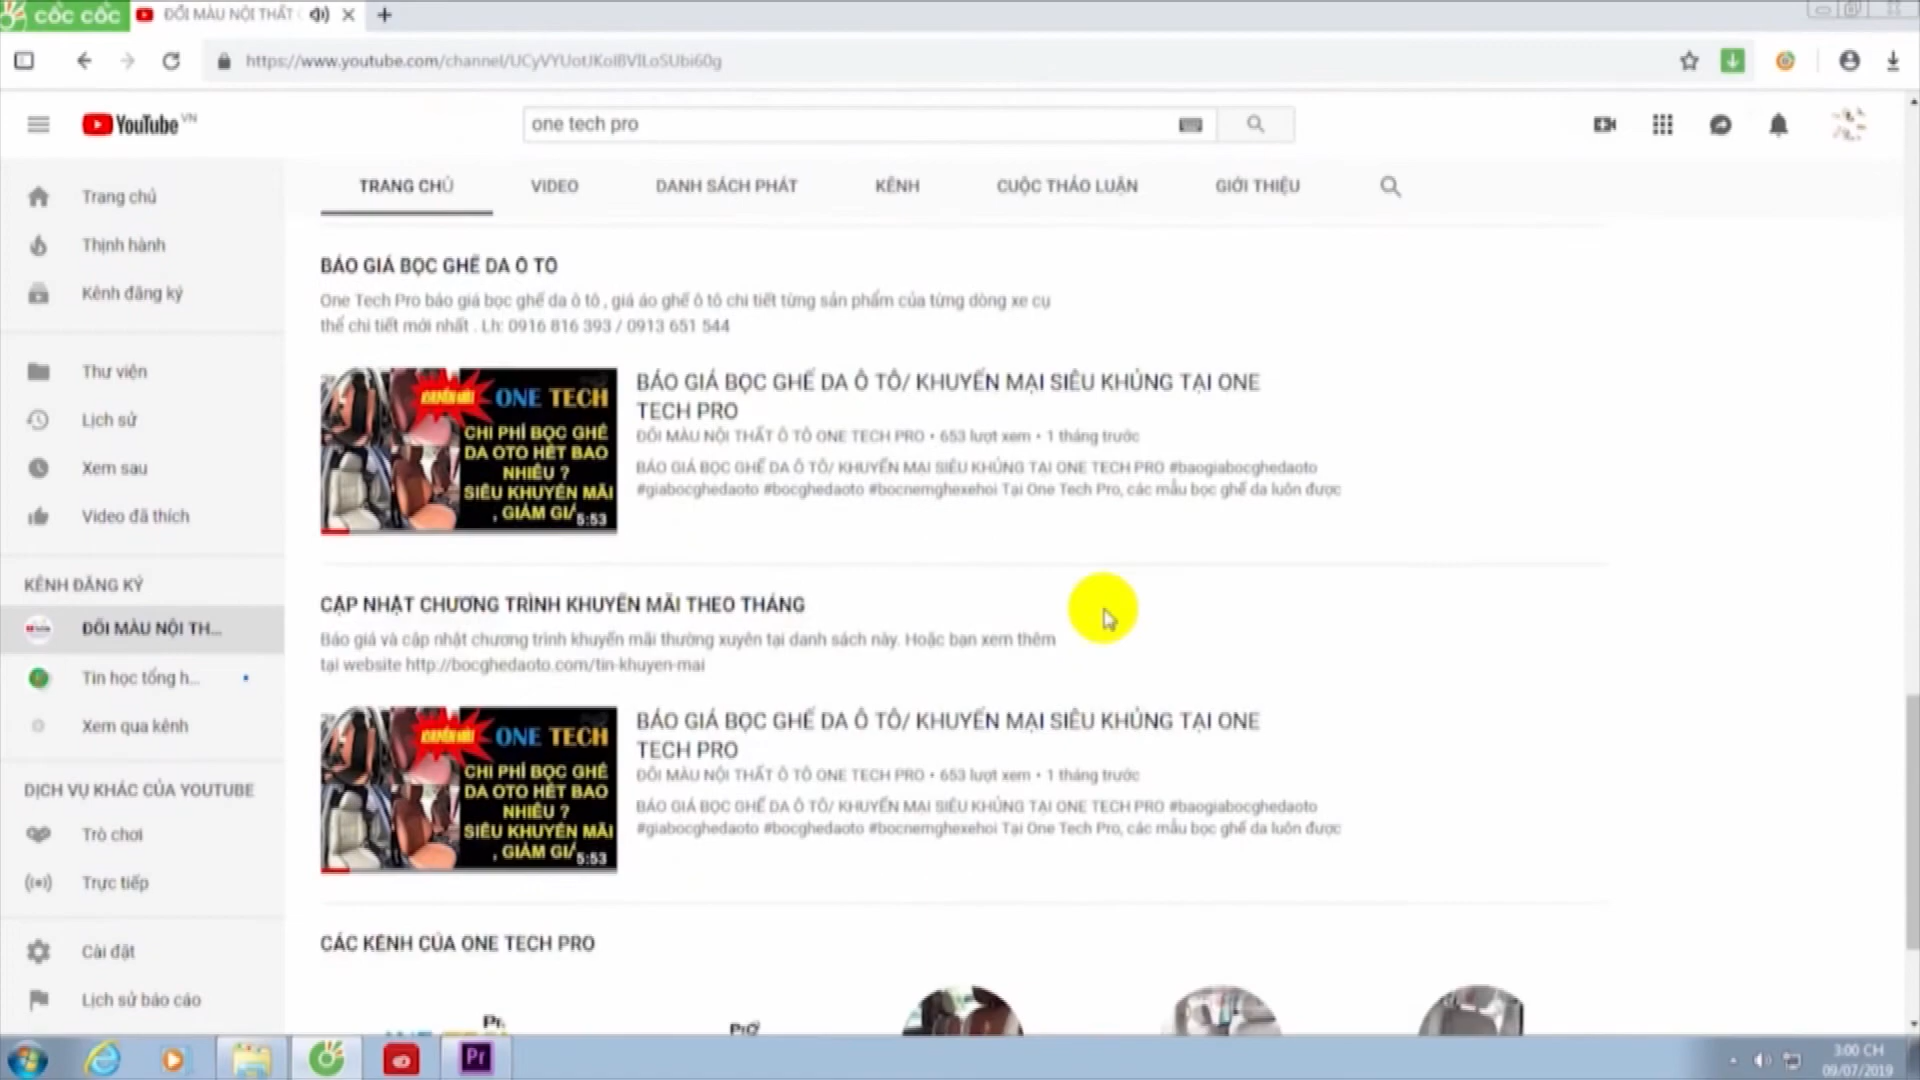 cốc cốc
ĐỔI MÀU NỘI THẤT
https://www.youtube.com/channel/
YouTube VN
one tech pro
TRANG CHỦ VIDEO DANH SÁCH PHÁT KÊNH CUỘC THẢO LUẬN GIỚI THIỆU
Trang chủ
Thịnh hành
Kênh đăng ký
Thư viện
Lịch sử
Xem sau
Video đã thích
KÊNH ĐĂNG KÝ
ĐỔI MÀU NỘI TH...
Tin học tổng h...
Xem qua kênh
DỊCH VỤ KHÁC CỦA YOUTUBE
Trò chơi
Trực tiếp
Cài đặt
Lịch sử báo cáo
BÁO GIÁ BỌC GHẾ DA Ô TÔ
One Tech Pro báo giá bọc ghế da ô tô , giá áo ghế ô tô chi tiết từng sản phẩm của từng dòng xe cụ
thể chi tiết mới nhất . Lh: 0916 816 393 / 0913 651 544
ONE TECH
CHI PHÍ BỌC GHẾ
DA OTO HẾT BAO
NHIÊU ?
SIÊU KHUYẾN MÃI
, GIẢM GI
5:53
BÁO GIÁ BỌC GHẾ DA Ô TÔ/ KHUYẾN MẠI SIÊU KHỦNG TẠI ONE
TECH PRO
ĐỔI MÀU NỘI THẤT Ô TÔ ONE TECH PRO • 653 lượt xem • 1 tháng trước
BÁO GIÁ BỌC GHẾ DA Ô TÔ/ KHUYẾN MẠI SIÊU KHỦNG TẠI ONE TECH PRO #baogiabocghedaoto
#giabocghedaoto #bocghedaoto #bocnemghexehoi Tại One Tech Pro, các mẫu bọc ghế da luôn được
CẬP NHẬT CHƯƠNG TRÌNH KHUYẾN MÃI THEO THÁNG
Báo giá và cập nhật chương trình khuyến mãi thường xuyên tại danh sách này. Hoặc bạn xem thêm
tại website http://bocghedaoto.com/tin-khuyen-mai
ONE TECH
CHI PHÍ BỌC GHẾ
DA OTO HẾT BAO
NHIÊU ?
SIÊU KHUYẾN MÃI
, GIẢM GI
5:53
BÁO GIÁ BỌC GHẾ DA Ô TÔ/ KHUYẾN MẠI SIÊU KHỦNG TẠI ONE
TECH PRO
ĐỔI MÀU NỘI THẤT Ô TÔ ONE TECH PRO • 653 lượt xem • 1 tháng trước
BÁO GIÁ BỌC GHẾ DA Ô TÔ/ KHUYẾN MẠI SIÊU KHỦNG TẠI ONE TECH PRO #baogiabocghedaoto
#giabocghedaoto #bocghedaoto #bocnemghexehoi Tại One Tech Pro, các mẫu bọc ghế da luôn được
CÁC KÊNH CỦA ONE TECH PRO
Pr
3:00 CH
09/07/2019